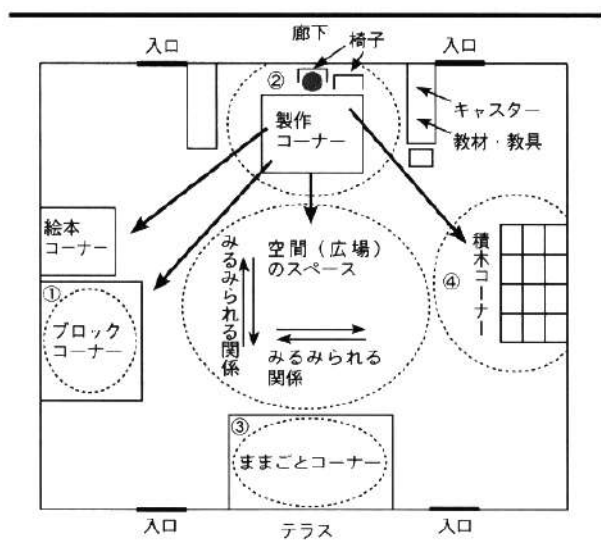 廊下
入口
椅子
入口
②
製作
コーナー
キャスター
教材・教具
絵本
コーナー
①
ブロック
コーナー
空間（広場）
のスペース
みるみられる
関係
みるみられる
関係
④
積木コーナー
③
ままごとコーナー
入口
テラス
入口